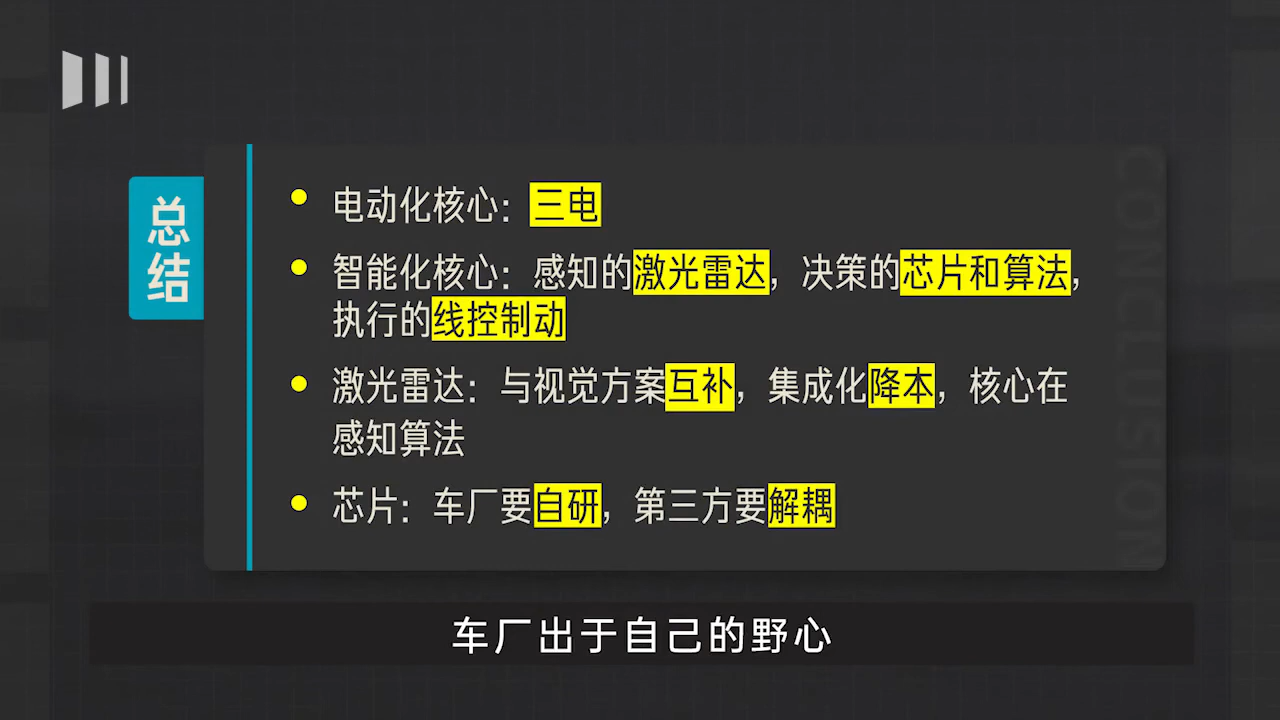 总结
电动化核心：三电
智能化核心：感知的激光雷达，决策的芯片和算法，
执行的线控制动
激光雷达：与视觉方案互补，集成化降本，核心在
感知算法
芯片：车厂要自研，第三方要解耦
CONCLUSION
车厂出于自己的野心